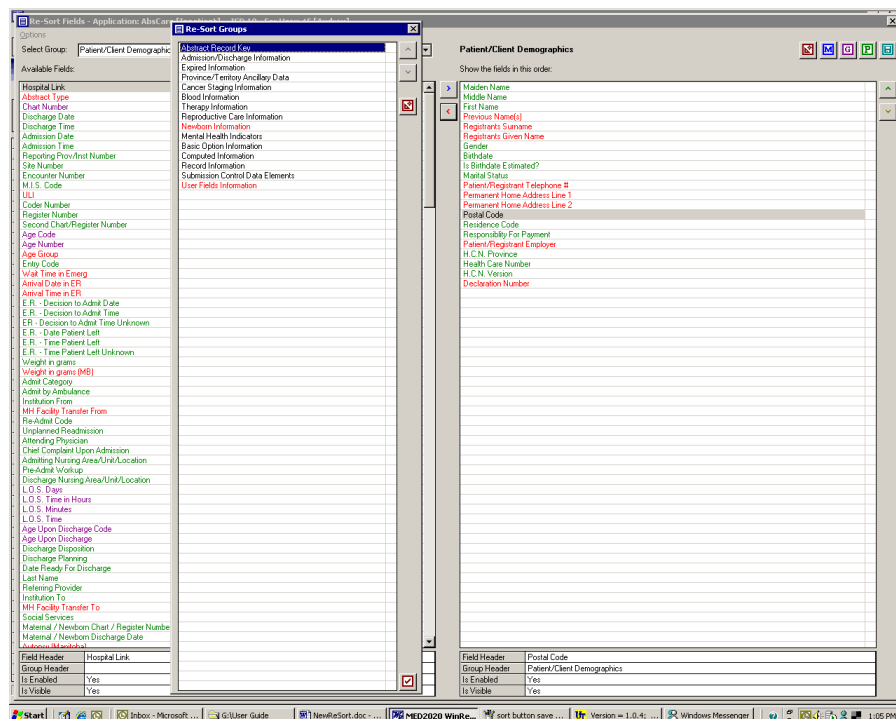 Re-Sort Fields - Application: AbsCare
Options
Select Group: Patient/Client Demographic
Available Fields:
Hospital Link
Abstract Type
Chart Number
Discharge Date
Discharge Time
Admission Date
Admission Time
Reporting Prov/Inst Number
Site Number
Encounter Number
M.I.S. Code
ULI
Coder Number
Register Number
Second Chart/Register Number
Age Code
Age Number
Age Group
Entry Code
Wait Time in Emerg
Arrival Date in ER
Arrival Time in ER
E.R. - Decision to Admit Date
E.R. - Decision to Admit Time
ER - Decision to Admit Time Unknown
E.R. - Date Patient Left
E.R. - Time Patient Left
E.R. - Time Patient Left Unknown
Weight in grams
Weight in grams (MB)
Admit Category
Admit by Ambulance
Institution From
MH Facility Transfer From
Re-Admit Code
Unplanned Readmission
Attending Physician
Chief Complaint Upon Admission
Admitting Nursing Area/Unit/Location
Pre-Admit Workup
Discharge Nursing Area/Unit/Location
L.O.S. Days
L.O.S. Time in Hours
L.O.S. Minutes
L.O.S. Time
Age Upon Discharge Code
Age Upon Discharge
Discharge Disposition
Discharge Planning
Date Ready For Discharge
Last Name
Referring Provider
Institution To
MH Facility Transfer To
Social Services
Maternal / Newborn Chart / Register Numbe
Maternal / Newborn Discharge Date
Autopsy (Manitoba)
Field Header Hospital Link
Group Header
Is Enabled Yes
Is Visible Yes
Re-Sort Groups
Abstract Record Key
Admission/Discharge Information
Expired Information
Province/Territory Ancillary Data
Cancer Staging Information
Blood Information
Therapy Information
Reproductive Care Information
Newborn Information
Mental Health Indicators
Basic Option Information
Computed Information
Record Information
Submission Control Data Elements
User Fields Information
Patient/Client Demographics
M G P H
Show the fields in this order:
Maiden Name
Middle Name
First Name
Previous Name(s)
Registrants Surname
Registrants Given Name
Gender
Birthdate
Is Birthdate Estimated?
Marital Status
Patient/Registrant Telephone #
Permanent Home Address Line 1
Permanent Home Address Line 2
Postal Code
Residence Code
Responsiblity For Payment
Patient/Registrant Employer
H.C.N. Province
Health Care Number
H.C.N. Version
Declaration Number
Field Header Postal Code
Group Header Patient/Client Demographics
Is Enabled Yes
Is Visible Yes
Start Inbox - Microsoft ... G:\User Guide NewReSort.doc - ... MED2020 WinRe... sort button save ... Version = 1.0.4; ... Windows Messenger 1:05 PM